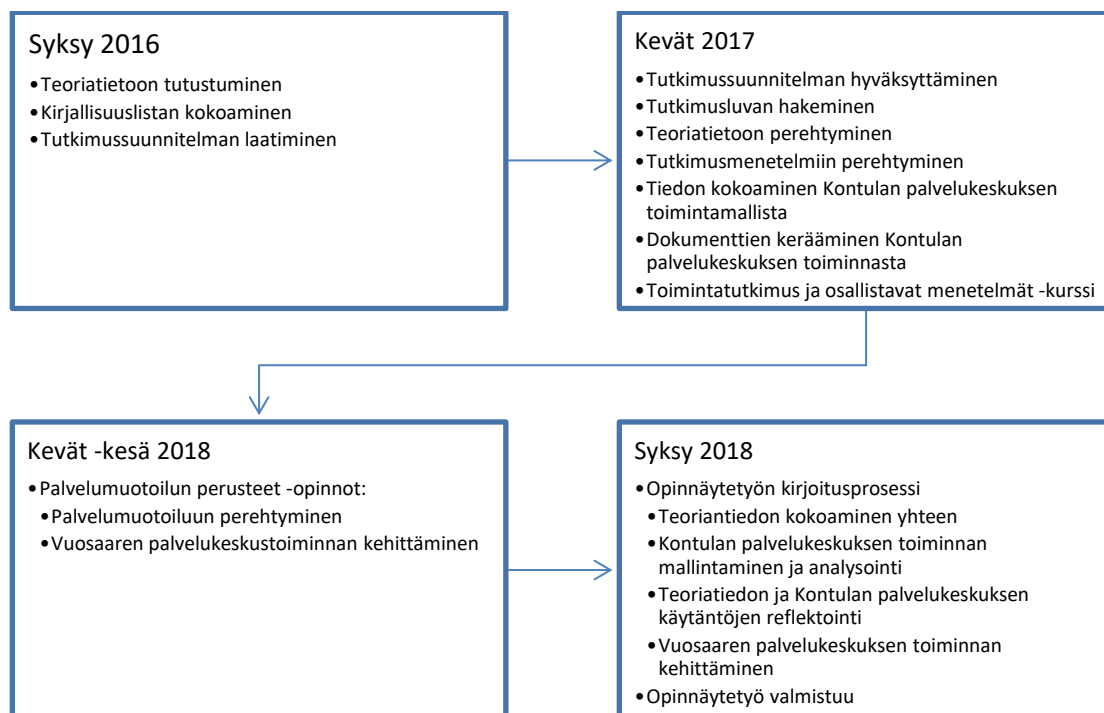 Syksy 2016
•Teoriatietoon tutustuminen
•Kirjallisuuslistan kokoaminen
•Tutkimussuunnitelman laatiminen
Kevät 2017
•Tutkimussuunnitelman hyväksyttäminen
•Tutkimusluvan hakeminen
•Teoriatietoon perehtyminen
•Tutkimusmenetelmiin perehtyminen
•Tiedon kokoaminen Kontulan palvelukeskuksen
toimintamallista
•Dokumenttien kerääminen Kontulan
palvelukeskuksen toiminnasta
•Toimintatutkimus ja osallistavat menetelmät -kurssi
Kevät -kesä 2018
•Palvelumuotoilun perusteet -opinnot:
•Palvelumuotoiluun perehtyminen
•Vuosaaren palvelukeskustoiminnan kehittäminen
Syksy 2018
•Opinnäytetyön kirjoitusprosessi
•Teoriantiedon kokoaminen yhteen
•Kontulan palvelukeskuksen toiminnan
mallintaminen ja analysointi
•Teoriatiedon ja Kontulan palvelukeskuksen
käytäntöjen reflektointi
•Vuosaaren palvelukeskuksen toiminnan
kehittäminen
•Opinnäytetyö valmistuu